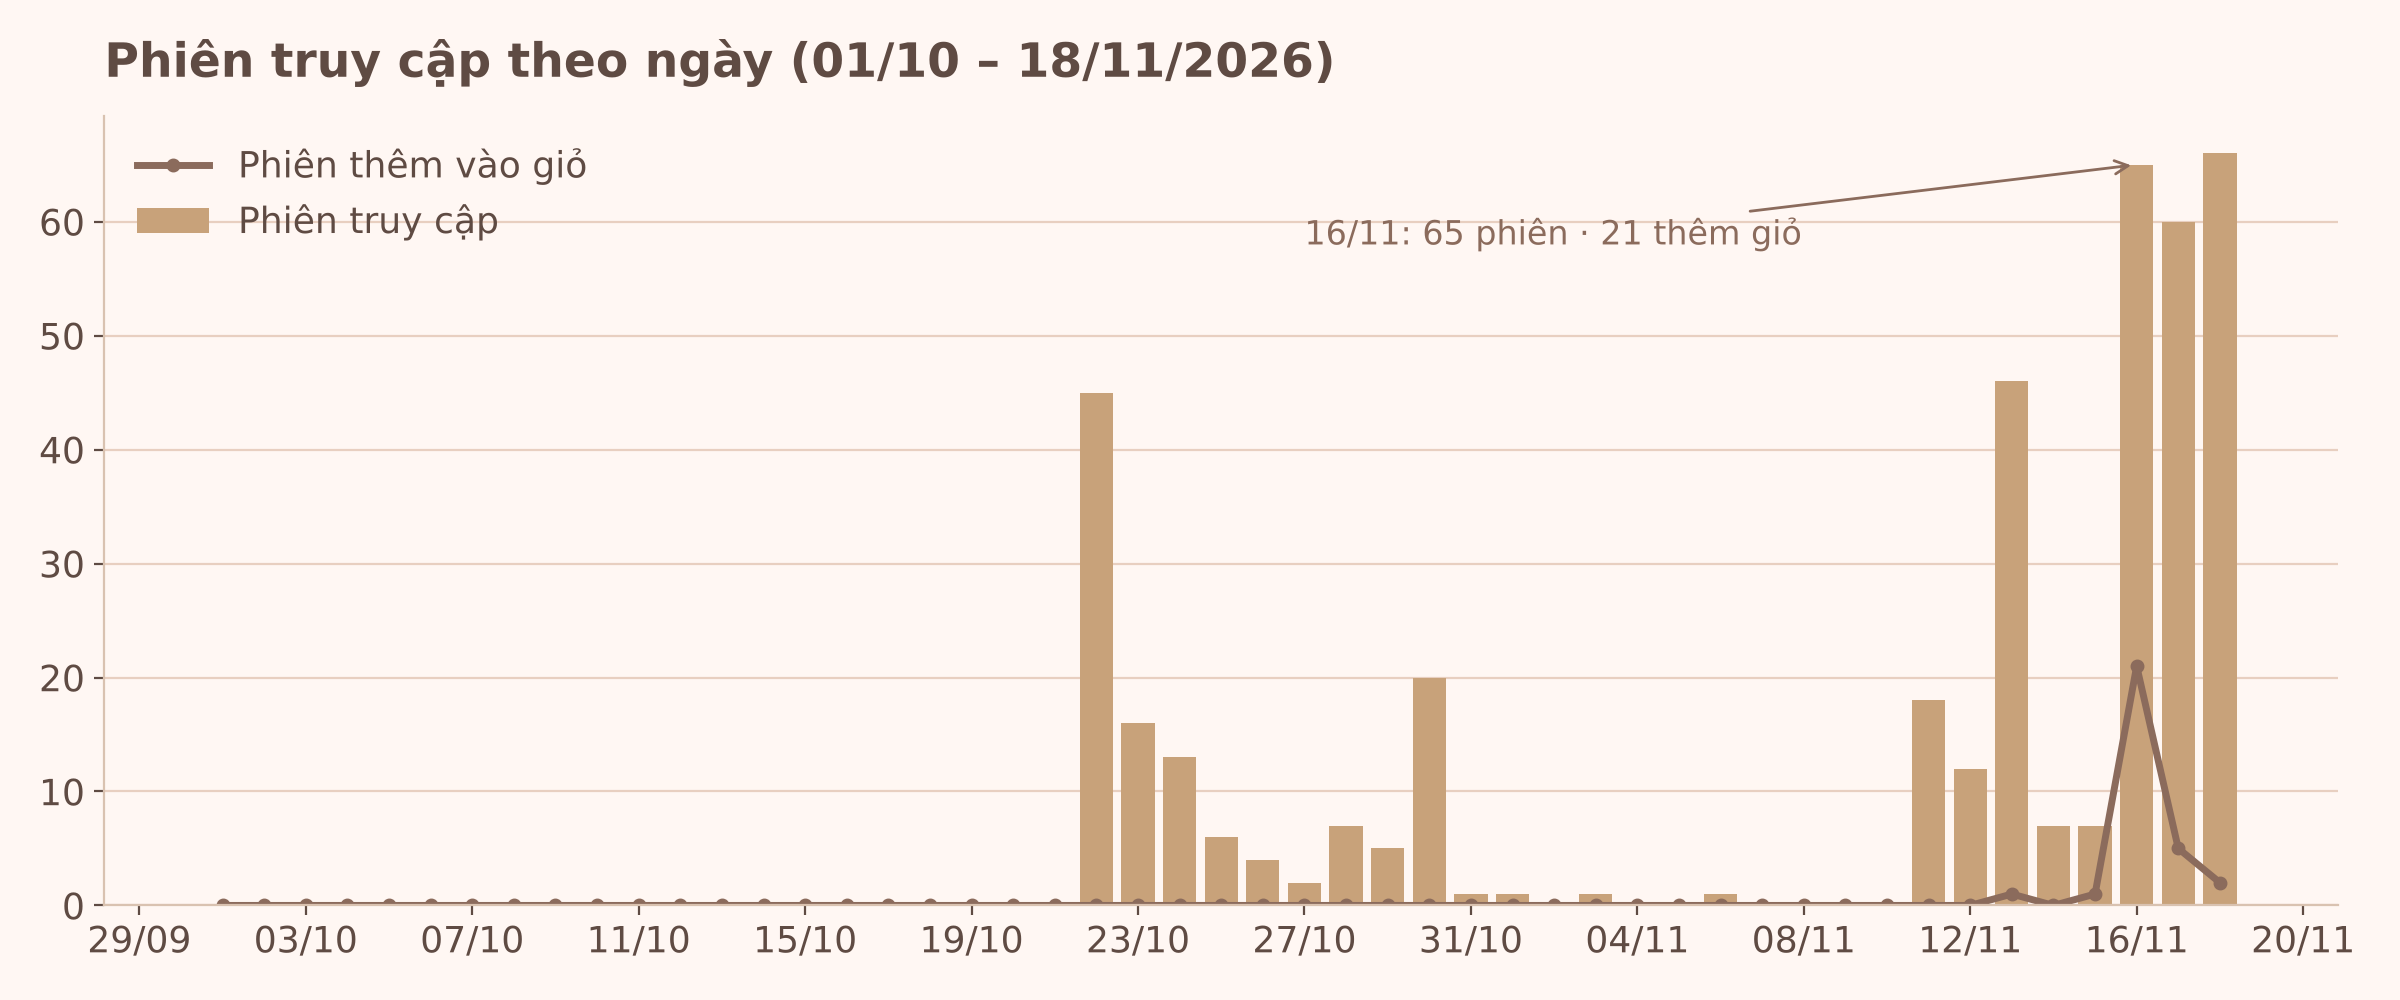 Phiên truy cập theo ngày (01/10 – 18/11/2026)
Phiên thêm vào giỏ
Phiên truy cập
16/11: 65 phiên · 21 thêm giỏ
60
50
40
30
20
10
0
29/09 03/10 07/10 11/10 15/10 19/10 23/10 27/10 31/10 04/11 08/11 12/11 16/11 20/11